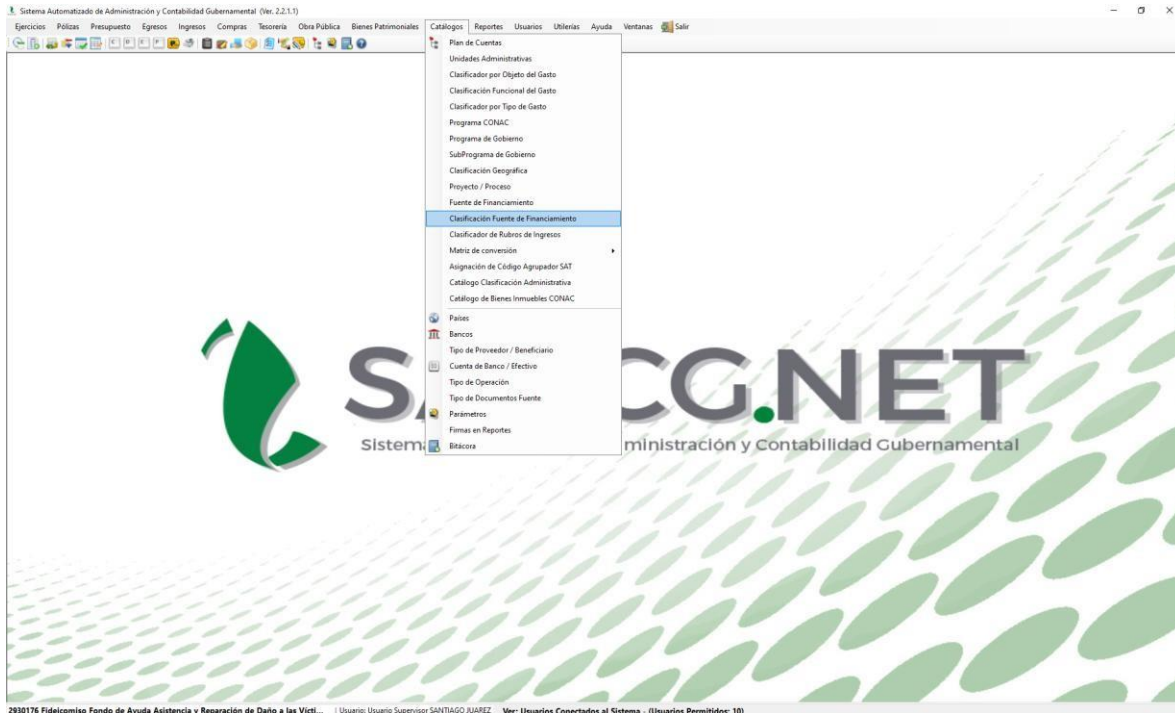 Sistema Automatizado de Administración y Contabilidad Gubernamental (Ver. 2.2.1.1)
Ejercicios Pólizas Presupuesto Egresos Ingresos Compras Tesorería Obra Pública Bienes Patrimoniales Catálogos Reportes Usuarios Utilerías Ayuda Ventanas Salir
Plan de Cuentas
Unidades Administrativas
Clasificador por Objeto del Gasto
Clasificación Funcional del Gasto
Clasificador por Tipo de Gasto
Programa CONAC
Programa de Gobierno
SubPrograma de Gobierno
Clasificación Geográfica
Proyecto / Proceso
Fuente de Financiamiento
Clasificación Fuente de Financiamiento
Clasificador de Rubros de Ingresos
Matriz de conversión
Asignación de Código Agrupador SAT
Catálogo Clasificación Administrativa
Catálogo de Bienes Inmuebles CONAC
Países
Bancos
Tipo de Proveedor / Beneficiario
Cuenta de Banco / Efectivo
Tipo de Operación
Tipo de Documentos Fuente
Parámetros
Firmas en Reportes
Bitácora
S CG.NET
Sistem ministración y Contabilidad Gubernamental
2930176 Fideicomiso Fondo de Ayuda Asistencia y Reparación de Daño a las Vícti... | Usuario: Usuario Supervisor SANTIAGO JUAREZ Ver: Usuarios Conectados al Sistema - (Usuarios Permitidos: 10)